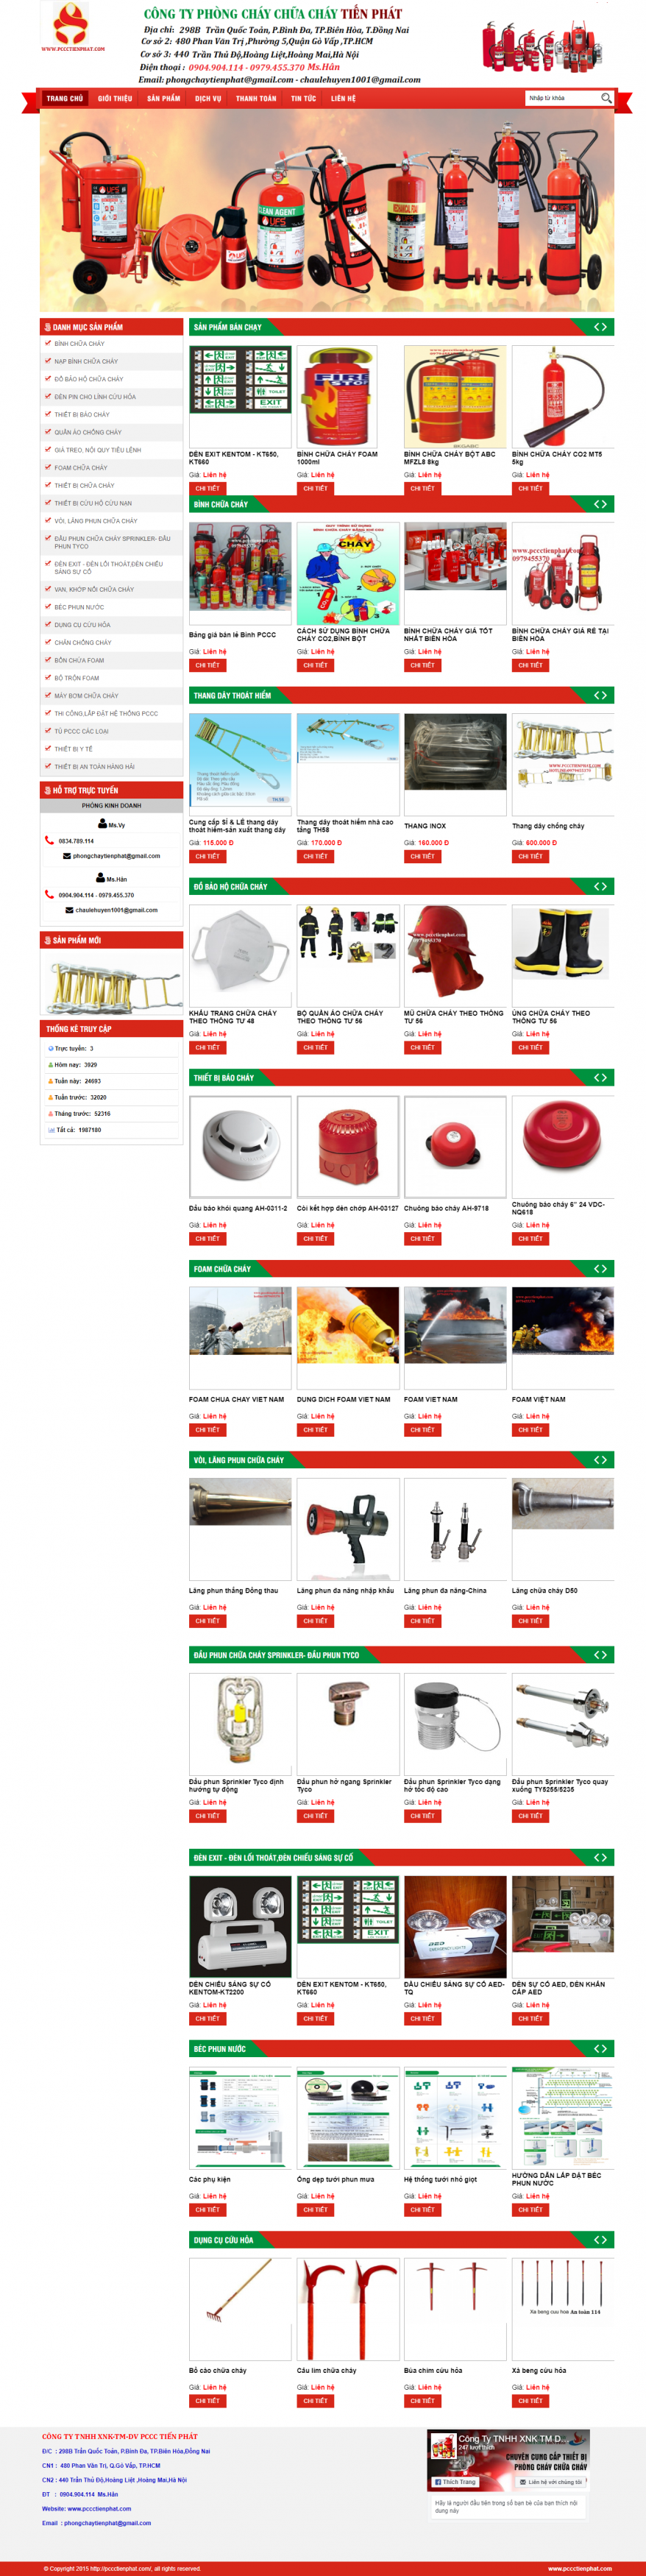 CÔNG TY PHÒNG CHÁY CHỮA CHÁY TIẾN PHÁT
Địa chỉ: 298B Trần Quốc Toản, P.Bình Đa, TP.Biên Hòa, T.Đồng Nai
Cơ sở 2: 480 Phan Văn Trị ,Phường 5,Quận Gò Vấp ,TP.HCM
Cơ sở 3: 440 Trần Thủ Độ,Hoàng Liệt,Hoàng Mai,Hà Nội
Điện thoại : 0904.904.114 - 0979.455.370 Ms.Hân
Email: phongchaytienphat@gmail.com - chaulehuyen1001@gmail.com
WWW.PCCCTIENPHAT.COM
TRANG CHỦ GIỚI THIỆU SẢN PHẨM DỊCH VỤ THANH TOÁN TIN TỨC LIÊN HỆ
Nhập từ khóa
DANH MỤC SẢN PHẨM
BÌNH CHỮA CHÁY
NẠP BÌNH CHỮA CHÁY
ĐỒ BẢO HỘ CHỮA CHÁY
ĐÈN PIN CHO LÍNH CỨU HỎA
THIẾT BỊ BÁO CHÁY
QUẦN ÁO CHỐNG CHÁY
GIÁ TREO, NỘI QUY TIÊU LỆNH
FOAM CHỮA CHÁY
THIẾT BỊ CHỮA CHÁY
THIẾT BỊ CỨU HỘ CỨU NẠN
VÒI, LĂNG PHUN CHỮA CHÁY
ĐẦU PHUN CHỮA CHÁY SPRINKLER- ĐẦU
PHUN TYCO
ĐÈN EXIT - ĐÈN LỐI THOÁT,ĐÈN CHIẾU
SÁNG SỰ CỐ
VAN, KHỚP NỐI CHỮA CHÁY
BÉC PHUN NƯỚC
DỤNG CỤ CỨU HỎA
CHĂN CHỐNG CHÁY
BỒN CHỨA FOAM
BỘ TRỘN FOAM
MÁY BƠM CHỮA CHÁY
THI CÔNG,LẮP ĐẶT HỆ THỐNG PCCC
TỦ PCCC CÁC LOẠI
THIẾT BỊ Y TẾ
THIẾT BỊ AN TOÀN HÀNG HẢI
HỖ TRỢ TRỰC TUYẾN
PHÒNG KINH DOANH
Ms.Vy
0834.789.114
phongchaytienphat@gmail.com
Ms.Hân
0904.904.114 - 0979.455.370
chaulehuyen1001@gmail.com
SẢN PHẨM MỚI
THỐNG KÊ TRUY CẬP
Trực tuyến: 3
Hôm nay: 3929
Tuần này: 24693
Tuần trước: 32020
Tháng trước: 52316
Tất cả: 1987180
SẢN PHẨM BÁN CHẠY
ĐÈN EXIT KENTOM - KT650,
KT660
Giá: Liên hệ
CHI TIẾT
BÌNH CHỮA CHÁY FOAM
1000ml
Giá: Liên hệ
CHI TIẾT
BÌNH CHỮA CHÁY BỘT ABC
MFZL8 8kg
Giá: Liên hệ
CHI TIẾT
BÌNH CHỮA CHÁY CO2 MT5
5kg
Giá: Liên hệ
CHI TIẾT
BÌNH CHỮA CHÁY
Bảng giá bán lẻ Bình PCCC
Giá: Liên hệ
CHI TIẾT
CÁCH SỬ DỤNG BÌNH CHỮA
CHÁY CO2,BÌNH BỘT
Giá: Liên hệ
CHI TIẾT
BÌNH CHỮA CHÁY GIÁ TỐT
NHẤT BIÊN HÒA
Giá: Liên hệ
CHI TIẾT
BÌNH CHỮA CHÁY GIÁ RẺ TẠI
BIÊN HÒA
Giá: Liên hệ
CHI TIẾT
THANG DÂY THOÁT HIỂM
Cung cấp SỈ & LẺ thang dây
thoát hiểm-sản xuất thang dây
Giá: 115.000 Đ
CHI TIẾT
Thang dây thoát hiểm nhà cao
tầng TH58
Giá: 170.000 Đ
CHI TIẾT
THANG INOX
Giá: 160.000 Đ
CHI TIẾT
Thang dây chống cháy
Giá: 600.000 Đ
CHI TIẾT
ĐỒ BẢO HỘ CHỮA CHÁY
KHẨU TRANG CHỮA CHÁY
THEO THÔNG TƯ 48
Giá: Liên hệ
CHI TIẾT
BỘ QUẦN ÁO CHỮA CHÁY
THEO THÔNG TƯ 56
Giá: Liên hệ
CHI TIẾT
MŨ CHỮA CHÁY THEO THÔNG
TƯ 56
Giá: Liên hệ
CHI TIẾT
ỦNG CHỮA CHÁY THEO
THÔNG TƯ 56
Giá: Liên hệ
CHI TIẾT
THIẾT BỊ BÁO CHÁY
Đầu báo khói quang AH-0311-2
Giá: Liên hệ
CHI TIẾT
Còi kết hợp đèn chớp AH-03127
Giá: Liên hệ
CHI TIẾT
Chuông báo cháy AH-9718
Giá: Liên hệ
CHI TIẾT
Chuông báo cháy 6" 24 VDC-
NQ618
Giá: Liên hệ
CHI TIẾT
FOAM CHỮA CHÁY
FOAM CHUA CHAY VIET NAM
Giá: Liên hệ
CHI TIẾT
DUNG DICH FOAM VIET NAM
Giá: Liên hệ
CHI TIẾT
FOAM VIET NAM
Giá: Liên hệ
CHI TIẾT
FOAM VIỆT NAM
Giá: Liên hệ
CHI TIẾT
VÒI, LĂNG PHUN CHỮA CHÁY
Lăng phun thẳng Đồng thau
Giá: Liên hệ
CHI TIẾT
Lăng phun đa năng nhập khẩu
Giá: Liên hệ
CHI TIẾT
Lăng phun đa năng-China
Giá: Liên hệ
CHI TIẾT
Lăng chữa cháy D50
Giá: Liên hệ
CHI TIẾT
ĐẦU PHUN CHỮA CHÁY SPRINKLER- ĐẦU PHUN TYCO
Đầu phun Sprinkler Tyco định
hướng tự động
Giá: Liên hệ
CHI TIẾT
Đầu phun hở ngang Sprinkler
Tyco
Giá: Liên hệ
CHI TIẾT
Đầu phun Sprinkler Tyco dạng
hở tốc độ cao
Giá: Liên hệ
CHI TIẾT
Đầu phun Sprinkler Tyco quay
xuống TY5255/5235
Giá: Liên hệ
CHI TIẾT
ĐÈN EXIT - ĐÈN LỐI THOÁT,ĐÈN CHIẾU SÁNG SỰ CỐ
ĐÈN CHIẾU SÁNG SỰ CỐ
KENTOM-KT2200
Giá: Liên hệ
CHI TIẾT
ĐÈN EXIT KENTOM - KT650,
KT660
Giá: Liên hệ
CHI TIẾT
ĐẦU CHIẾU SÁNG SỰ CỐ AED-
TQ
Giá: Liên hệ
CHI TIẾT
ĐÈN SỰ CỐ AED, ĐÈN KHẨN
CẤP AED
Giá: Liên hệ
CHI TIẾT
BÉC PHUN NƯỚC
Các phụ kiện
Giá: Liên hệ
CHI TIẾT
Ống dẹp tưới phun mưa
Giá: Liên hệ
CHI TIẾT
Hệ thống tưới nhỏ giọt
Giá: Liên hệ
CHI TIẾT
HƯỚNG DẪN LẮP ĐẶT BÉC
PHUN NƯỚC
Giá: Liên hệ
CHI TIẾT
DỤNG CỤ CỨU HỎA
Bồ cào chữa cháy
Giá: Liên hệ
CHI TIẾT
Câu liêm chữa cháy
Giá: Liên hệ
CHI TIẾT
Búa chim cứu hỏa
Giá: Liên hệ
CHI TIẾT
Xà beng cứu hỏa
Giá: Liên hệ
CHI TIẾT
CÔNG TY TNHH XNK-TM-DV PCCC TIẾN PHÁT
Đ/C : 298B Trần Quốc Toản, P.Bình Đa, TP.Biên Hòa,Đồng Nai
CN1 : 480 Phan Văn Trị, Q.Gò Vấp, TP.HCM
CN2 : 440 Trần Thủ Độ,Hoàng Liệt ,Hoàng Mai,Hà Nội
ĐT : 0904.904.114 Ms.Hân
Website: www.pccctienphat.com
Email : phongchaytienphat@gmail.com
Công Ty TNHH XNK TM D...
247 lượt thích
CHUYÊN CUNG CẤP THIẾT BỊ
PHÒNG CHÁY CHỮA CHÁY
Thích Trang
Liên hệ với chúng tôi
Hãy là người đầu tiên trong số bạn bè của bạn thích nội
dung này
© Copyright 2015 http://pccctienphat.com/, all rights reserved.
www.pccctienphat.com